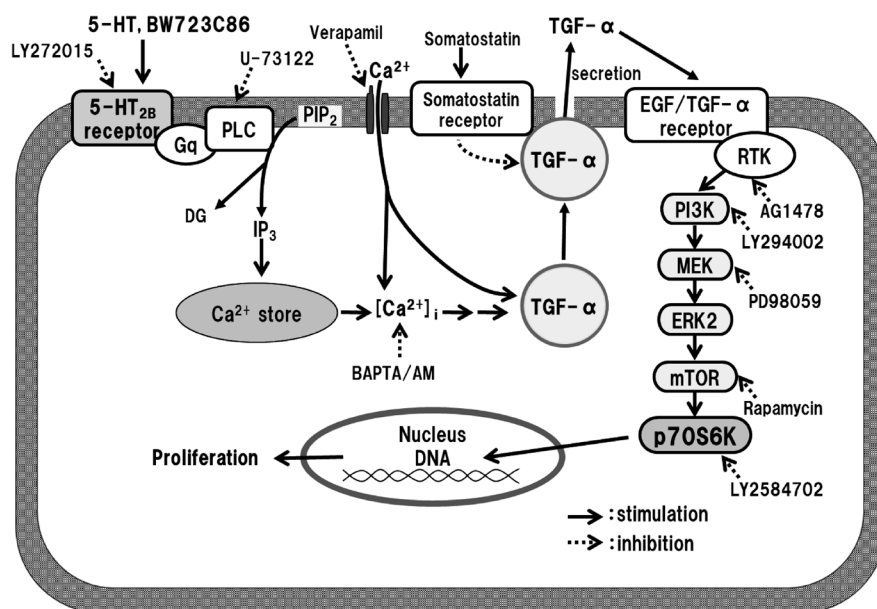 5-HT, BW723C86
LY272015
U-73122
Verapamil
Ca²⁺
Somatostatin
TGF-α
secretion
5-HT₂B
receptor
Gq
PLC
PIP₂
Somatostatin
receptor
EGF/TGF-α
receptor
RTK
TGF-α
DG
IP₃
PI3K
AG1478
LY294002
MEK
PD98059
Ca²⁺ store
[Ca²⁺]i
TGF-α
ERK2
BAPTA/AM
mTOR
Rapamycin
p70S6K
LY2584702
Nucleus
DNA
Proliferation
:stimulation
:inhibition